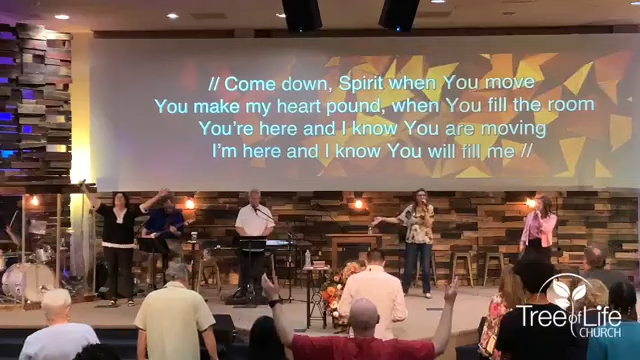 // Come down, Spirit when You move
You make my heart pound, when You fill the room
You're here and I know You are moving
I'm here and I know You will fill me //
Tree of Life
CHURCH